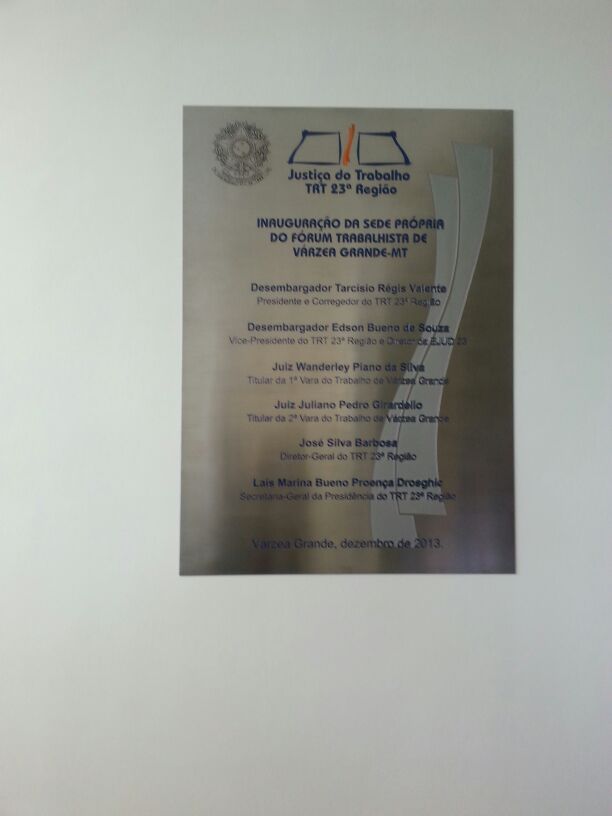 Justiça do Trabalho
TRT 23ª Região
INAUGURAÇÃO DA SEDE PRÓPRIA
DO FÓRUM TRABALHISTA DE
VÁRZEA GRANDE-MT
Desembargador Tarcísio Régis Valente
Presidente e Corregedor do TRT 23ª Região
Desembargador Edson Bueno de Souza
Vice-Presidente do TRT 23ª Região e Diretor da EJUD 23
Juiz Wanderley Piano da Silva
Titular da 1ª Vara do Trabalho de Várzea Grande
Juiz Juliano Pedro Girardello
Titular da 2ª Vara do Trabalho de Várzea Grande
José Silva Barbosa
Diretor-Geral do TRT 23ª Região
Laís Marina Bueno Proença
Secretária-Geral da Presidência do TRT 23ª Região
Várzea Grande, dezembro de 2013.